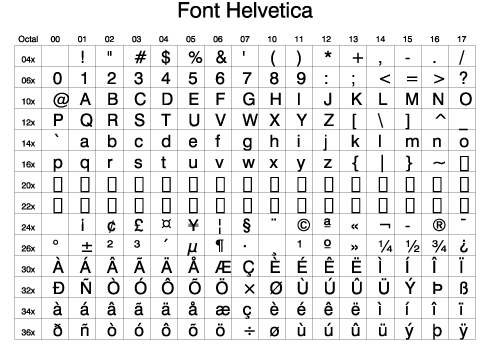 Font Helvetica
Octal 00 01 02 03 04 05 06 07 10 11 12 13 14 15 16 17
04x ! " # $ % & ' ( ) * + , - . /
06x 0 1 2 3 4 5 6 7 8 9 : ; < = > ?
10x @ A B C D E F G H I J K L M N O
12x P Q R S T U V W X Y Z [ \ ] ^ _
14x ` a b c d e f g h i j k l m n o
16x p q r s t u v w x y z { | } ~ □
20x □ □ □ □ □ □ □ □ □ □ □ □ □ □ □ □
22x □ □ □ □ □ □ □ □ □ □ □ □ □ □ □ □
24x ¡ ¢ £ ¤ ¥ ¦ § ¨ © ª « ¬ - ® ¯
26x ° ± ² ³ ´ µ ¶ · ¸ ¹ º » ¼ ½ ¾ ¿
30x À Á Â Ã Ä Å Æ Ç È É Ê Ë Ì Í Î Ï
32x Ð Ñ Ò Ó Ô Õ Ö × Ø Ù Ú Û Ü Ý Þ ß
34x à á â ã ä å æ ç è é ê ë ì í î ï
36x ð ñ ò ó ô õ ö ÷ ø ù ú û ü ý þ ÿ